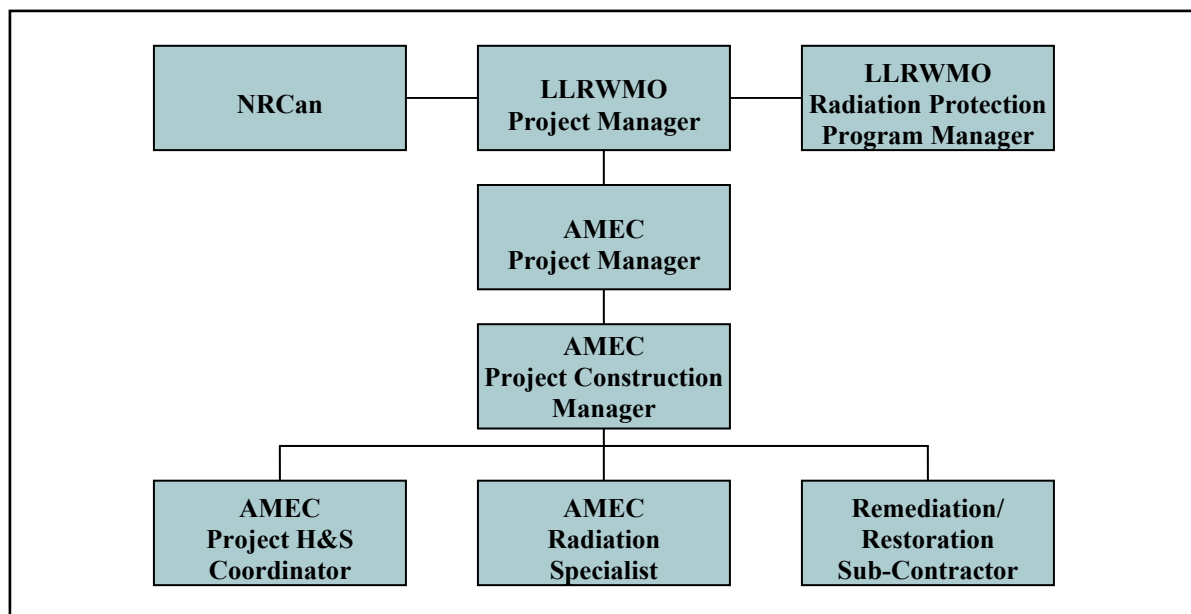 NRCan
LLRWMO
Project Manager
LLRWMO
Radiation Protection
Program Manager
AMEC
Project Manager
AMEC
Project Construction
Manager
AMEC
Project H&S
Coordinator
AMEC
Radiation
Specialist
Remediation/
Restoration
Sub-Contractor